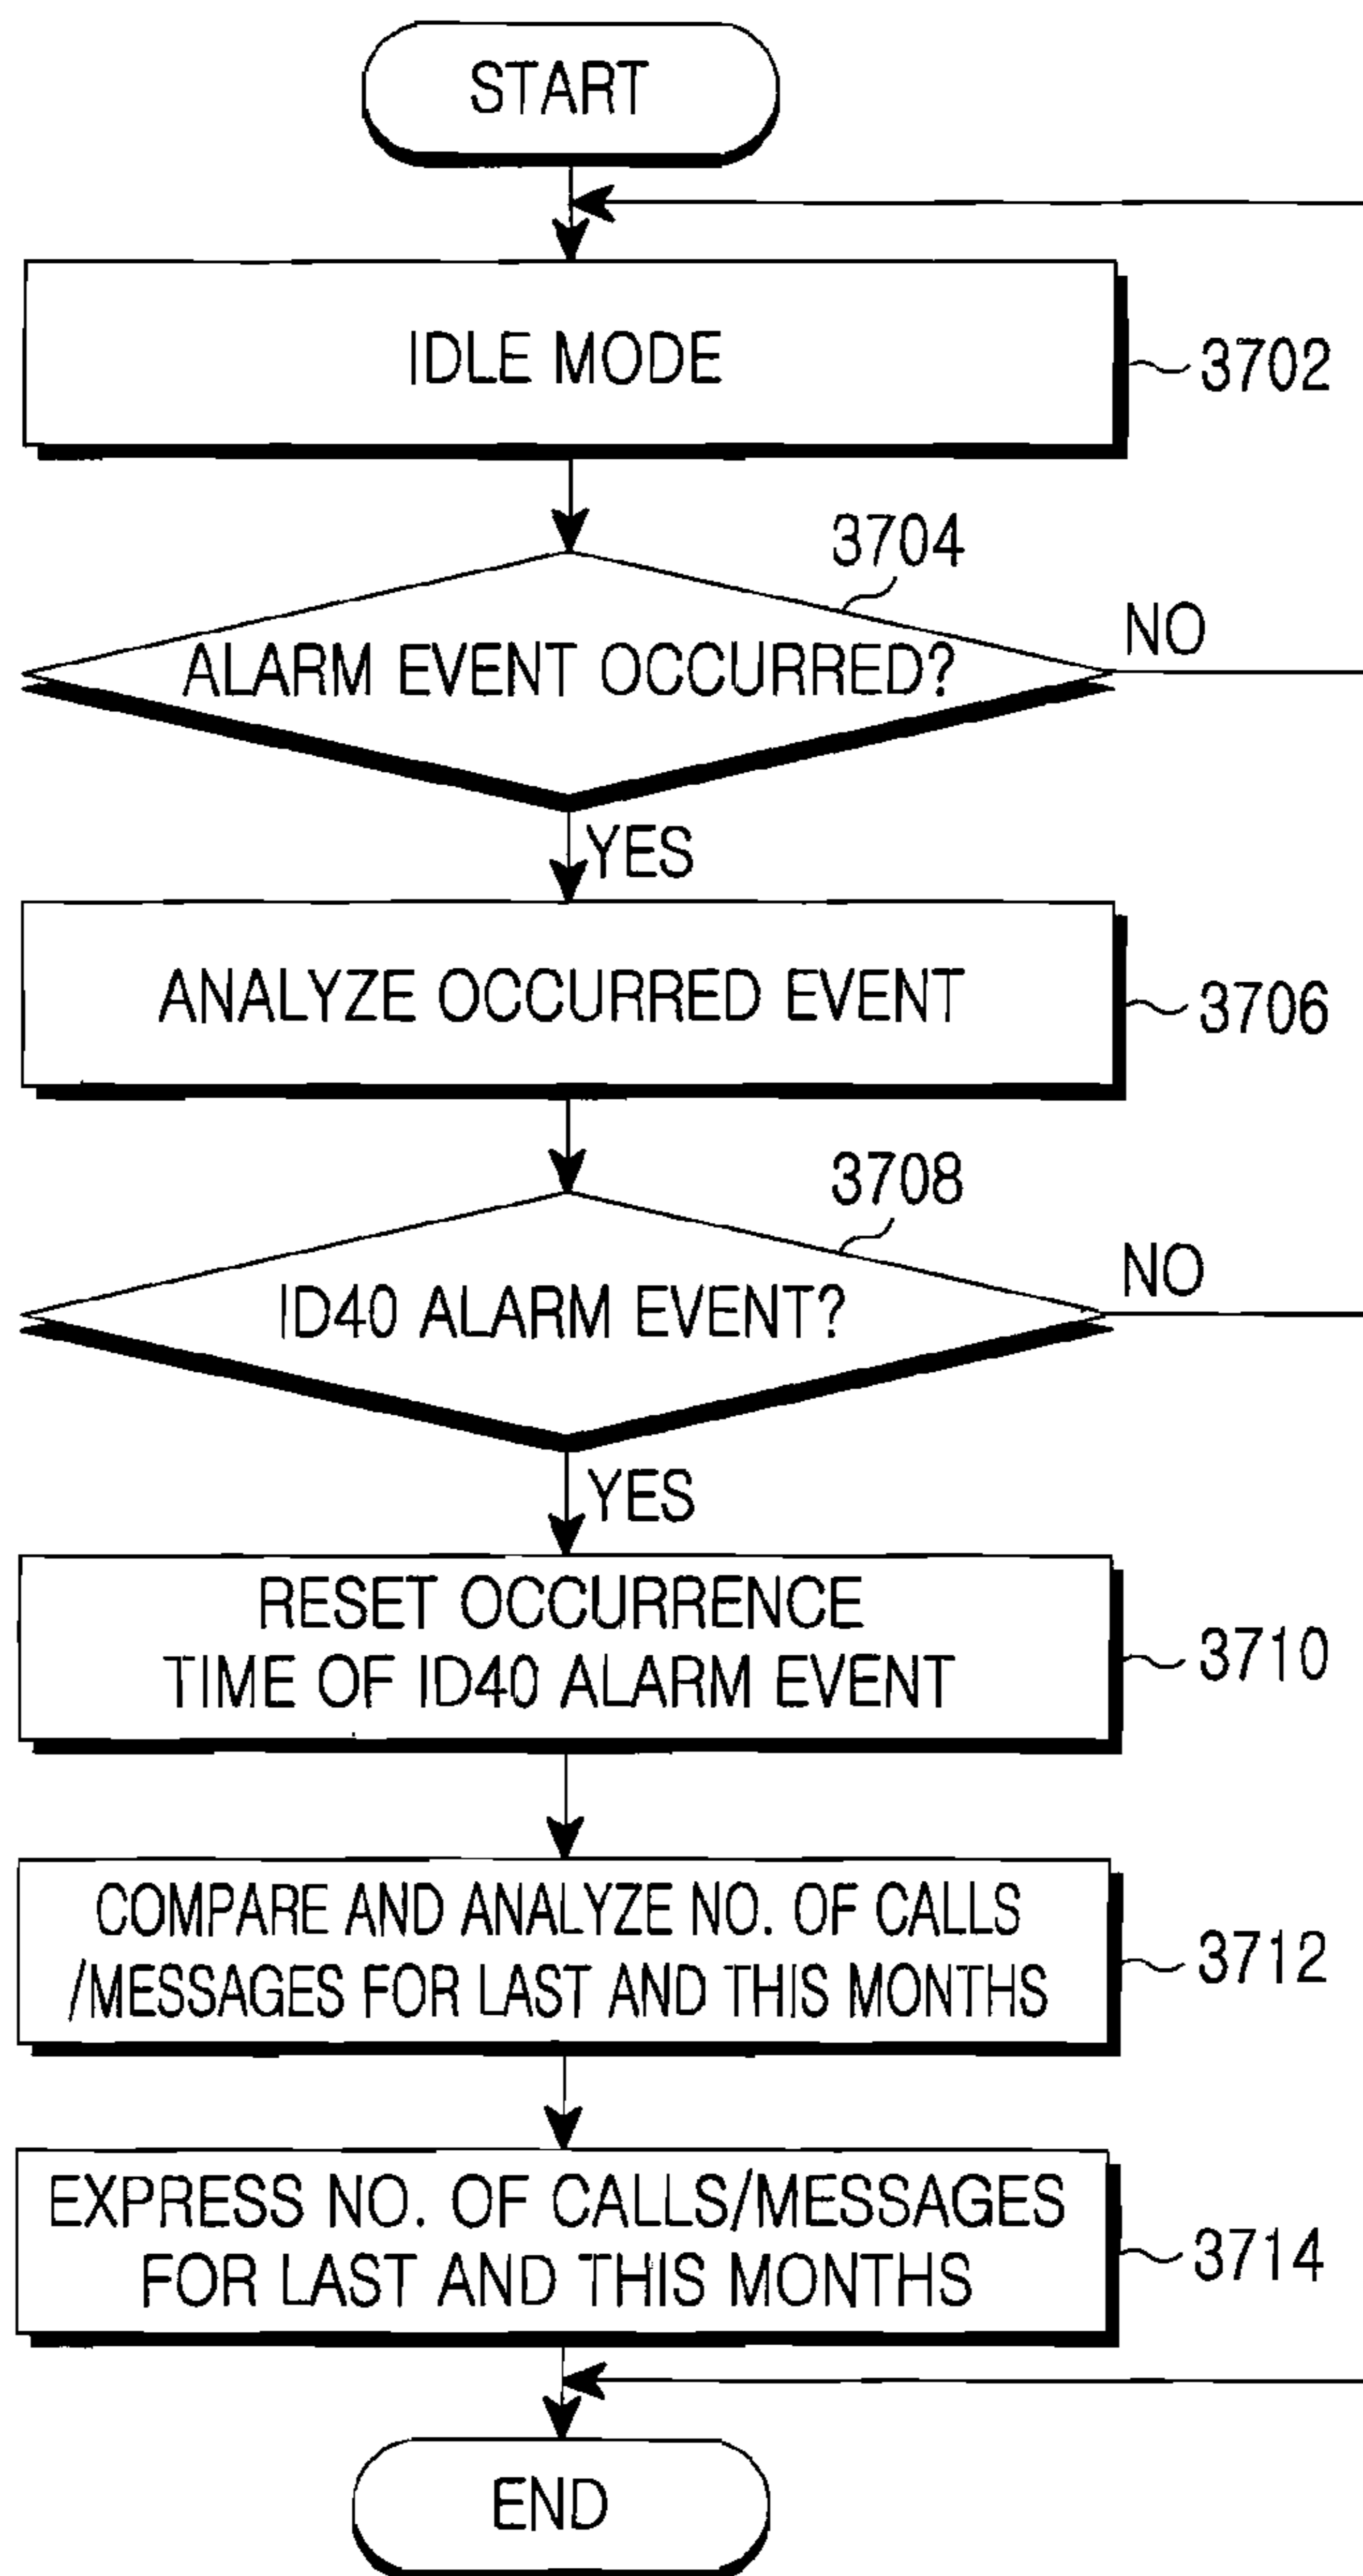 START
IDLE MODE
3702
3704
ALARM EVENT OCCURRED?
NO
YES
ANALYZE OCCURRED EVENT
3706
3708
ID40 ALARM EVENT?
NO
YES
RESET OCCURRENCE
TIME OF ID40 ALARM EVENT
3710
COMPARE AND ANALYZE NO. OF CALLS
/MESSAGES FOR LAST AND THIS MONTHS
3712
EXPRESS NO. OF CALLS/MESSAGES
FOR LAST AND THIS MONTHS
3714
END